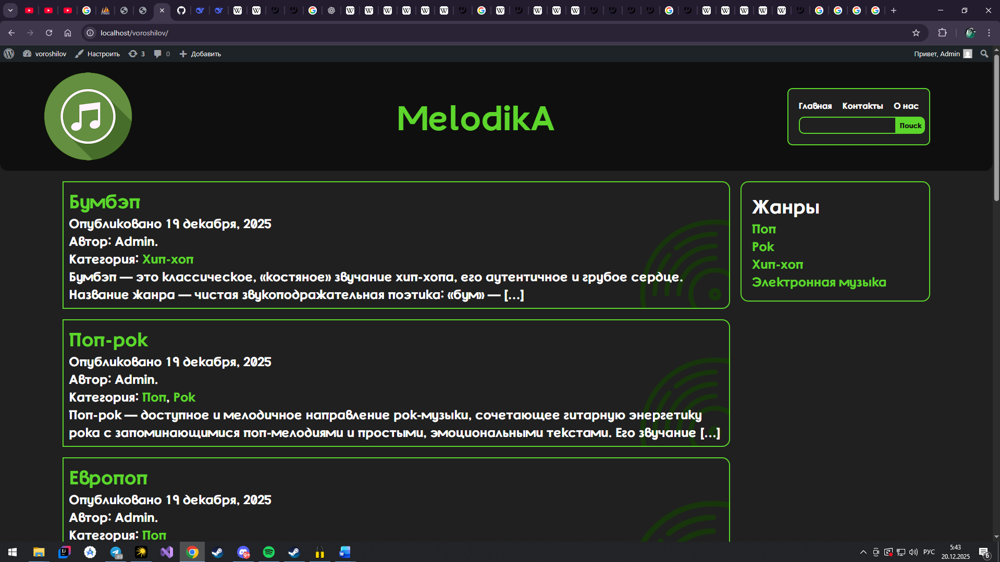 localhost/voroshilov/
voroshilov
Настроить
3
0
Добавить
Привет, Admin
MelodikA
Главная Контакты О нас
Поиск
Бумбэп
Опубликовано 19 декабря, 2025
Автор: Admin.
Категория: Хип-хоп
Бумбэп — это классическое, «костяное» звучание хип-хопа, его аутентичное и грубое сердце.
Название жанра — чистая звукоподражательная поэтика: «бум» — […]
Жанры
Поп
Рок
Хип-хоп
Электронная музыка
Поп-рок
Опубликовано 19 декабря, 2025
Автор: Admin.
Категория: Поп, Рок
Поп-рок — доступное и мелодичное направление рок-музыки, сочетающее гитарную энергетику
рока с запоминающимися поп-мелодиями и простыми, эмоциональными текстами. Его звучание […]
Европоп
Опубликовано 19 декабря, 2025
Автор: Admin.
Категория: Поп
89
9+
РУС
5:43
20.12.2025
6